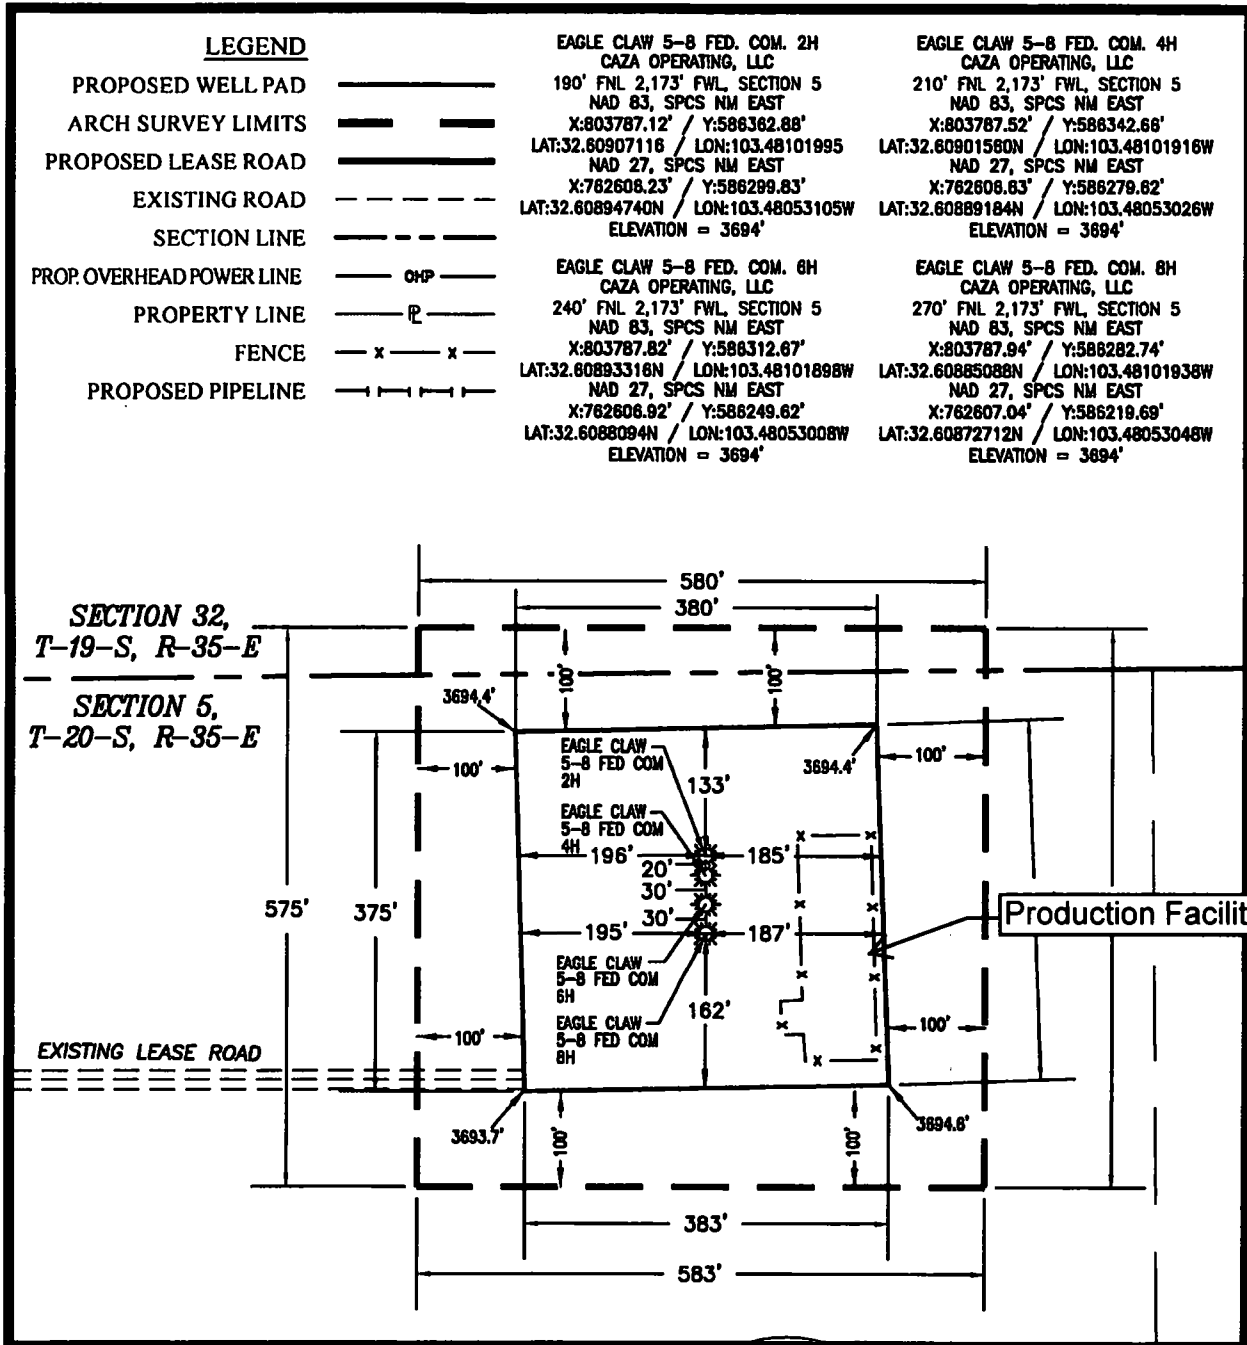 LEGEND
PROPOSED WELL PAD
ARCH SURVEY LIMITS
PROPOSED LEASE ROAD
EXISTING ROAD
SECTION LINE
PROP. OVERHEAD POWER LINE
OHP
PROPERTY LINE
PL
FENCE
x x
PROPOSED PIPELINE
EAGLE CLAW 5-8 FED. COM. 2H
CAZA OPERATING, LLC
190' FNL 2,173' FWL, SECTION 5
NAD 83, SPCS NM EAST
X:803787.12' / Y:586362.88'
LAT:32.60907116 / LON:103.48101995
NAD 27, SPCS NM EAST
X:762606.23' / Y:586299.83'
LAT:32.60894740N / LON:103.48053105W
ELEVATION = 3694'
EAGLE CLAW 5-8 FED. COM. 4H
CAZA OPERATING, LLC
210' FNL 2,173' FWL, SECTION 5
NAD 83, SPCS NM EAST
X:803787.52' / Y:586342.66'
LAT:32.60901560N / LON:103.48101916W
NAD 27, SPCS NM EAST
X:762606.63' / Y:586279.62'
LAT:32.60889184N / LON:103.48053026W
ELEVATION = 3694'
EAGLE CLAW 5-8 FED. COM. 6H
CAZA OPERATING, LLC
240' FNL 2,173' FWL, SECTION 5
NAD 83, SPCS NM EAST
X:803787.82' / Y:586312.67'
LAT:32.60893316N / LON:103.48101898W
NAD 27, SPCS NM EAST
X:762606.92' / Y:586249.62'
LAT:32.6088094N / LON:103.48053008W
ELEVATION = 3694'
EAGLE CLAW 5-8 FED. COM. 8H
CAZA OPERATING, LLC
270' FNL 2,173' FWL, SECTION 5
NAD 83, SPCS NM EAST
X:803787.94' / Y:586282.74'
LAT:32.60885088N / LON:103.48101938W
NAD 27, SPCS NM EAST
X:762607.04' / Y:586219.69'
LAT:32.60872712N / LON:103.48053048W
ELEVATION = 3694'
580'
380'
SECTION 32,
T-19-S, R-35-E
100'
100'
SECTION 5,
T-20-S, R-35-E
3694.4'
3694.4'
100'
100'
EAGLE CLAW
5-8 FED COM
2H
133'
EAGLE CLAW
5-8 FED COM
4H
196'
185'
20'
30'
30'
575'
375'
Production Facilit
195'
187'
EAGLE CLAW
5-8 FED COM
6H
162'
EAGLE CLAW
5-8 FED COM
8H
100'
100'
EXISTING LEASE ROAD
3693.7'
3694.6'
100'
100'
383'
583'